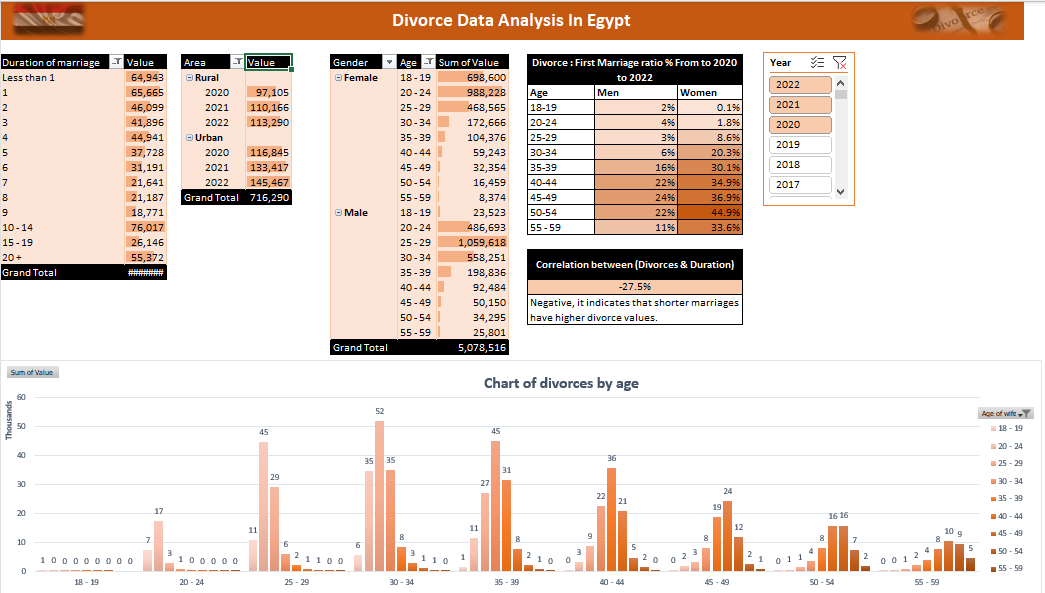 Divorce Data Analysis In Egypt
Divorce
Duration of marriage Value
Less than 1 64,943
1 65,665
2 46,099
3 41,896
4 44,941
5 37,728
6 31,191
7 21,641
8 21,187
9 18,771
10 - 14 76,017
15 - 19 26,146
20 + 55,372
Grand Total #######
Area Value
Rural
2020 97,105
2021 110,166
2022 113,290
Urban
2020 116,845
2021 133,417
2022 145,467
Grand Total 716,290
Gender Age Sum of Value
Female 18 - 19 698,600
20 - 24 988,228
25 - 29 468,565
30 - 34 172,666
35 - 39 104,376
40 - 44 59,243
45 - 49 32,354
50 - 54 16,459
55 - 59 8,374
Male 18 - 19 23,523
20 - 24 486,693
25 - 29 1,059,618
30 - 34 558,251
35 - 39 198,836
40 - 44 92,484
45 - 49 50,150
50 - 54 34,295
55 - 59 25,801
Grand Total 5,078,516
Divorce : First Marriage ratio % From to 2020
to 2022
Age Men Women
18-19 2% 0.1%
20-24 4% 1.8%
25-29 3% 8.6%
30-34 6% 20.3%
35-39 16% 30.1%
40-44 22% 34.9%
45-49 24% 36.9%
50-54 22% 44.9%
55 - 59 11% 33.6%
Correlation between (Divorces & Duration)
-27.5%
Negative, it indicates that shorter marriages
have higher divorce values.
Year
2022
2021
2020
2019
2018
2017
Sum of Value
Chart of divorces by age
Thousands
60
50
40
30
20
10
0
1 0 0 0 0 0 0 0 0
7 17 3 1 0 0 0 0 0
11 45 29 6 2 1 1 0 0
6 35 52 35 8 3 1 1 0
1 11 27 45 31 8 2 1 0
0 3 9 22 36 21 5 2 0
0 2 3 8 19 24 12 2 1
0 1 1 4 8 16 16 7 2
0 0 1 2 4 8 10 9 5
18 - 19 20 - 24 25 - 29 30 - 34 35 - 39 40 - 44 45 - 49 50 - 54 55 - 59
Age of wife
18 - 19
20 - 24
25 - 29
30 - 34
35 - 39
40 - 44
45 - 49
50 - 54
55 - 59